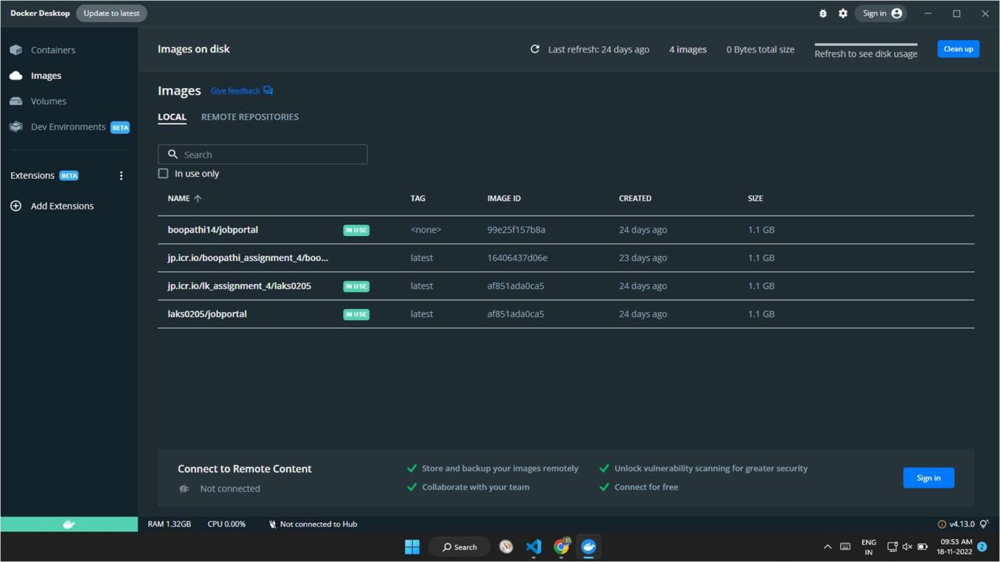 Docker Desktop Update to latest Sign in
Images on disk Last refresh: 24 days ago 4 images 0 Bytes total size Refresh to see disk usage Clean up
Containers
Images
Volumes
Dev Environments BETA
Extensions BETA
Add Extensions
Images Give feedback
LOCAL REMOTE REPOSITORIES
Search
In use only
NAME TAG IMAGE ID CREATED SIZE
boopathi14/jobportal IN USE <none> 99e25f157b8a 24 days ago 1.1 GB
jp.icr.io/boopathi_assignment_4/boo... latest 16406437d06e 23 days ago 1.1 GB
jp.icr.io/lk_assignment_4/laks0205 IN USE latest af851ada0ca5 24 days ago 1.1 GB
laks0205/jobportal IN USE latest af851ada0ca5 24 days ago 1.1 GB
Connect to Remote Content
Not connected
Store and backup your images remotely Unlock vulnerability scanning for greater security
Collaborate with your team Connect for free
Sign in
RAM 1.32GB CPU 0.00% Not connected to Hub v4.13.0
Search
ENG
IN
09:53 AM
18-11-2022
2